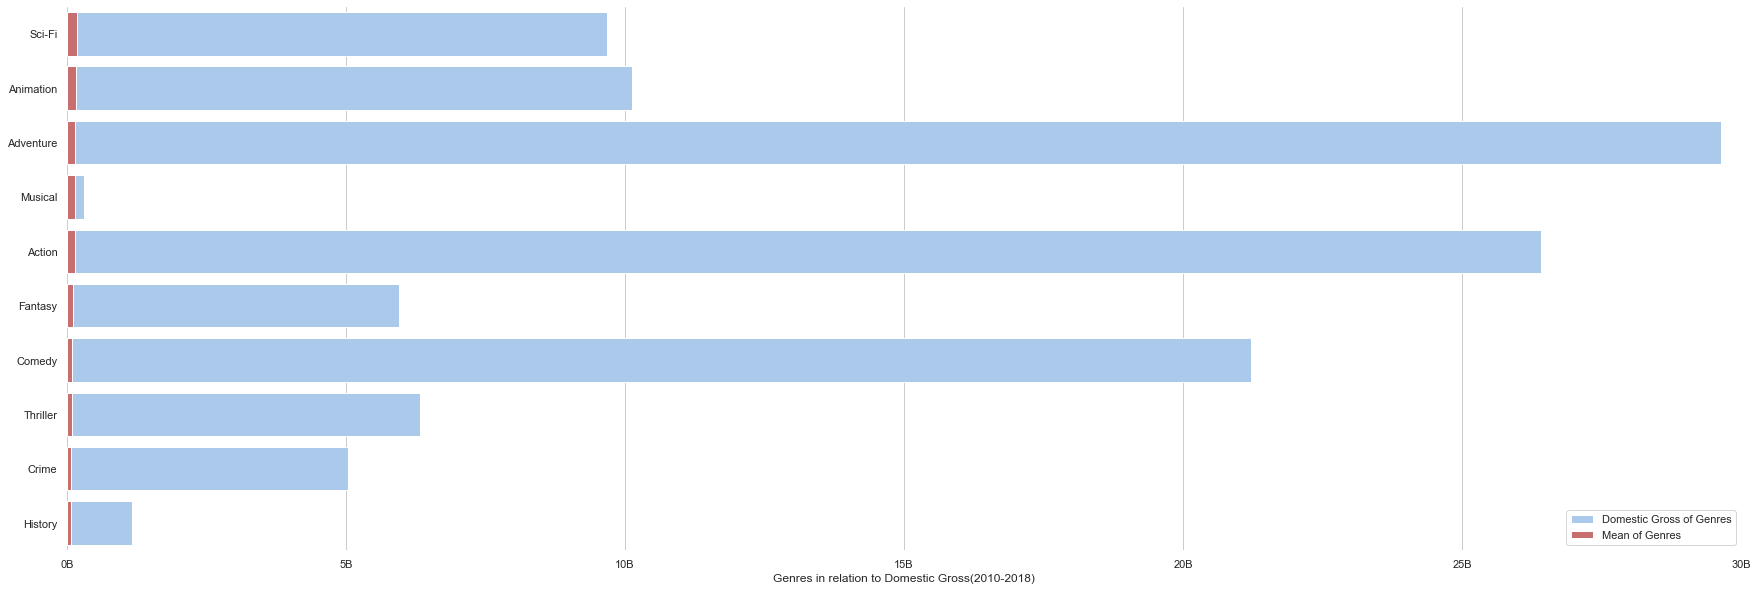 Sci-Fi
Animation
Adventure
Musical
Action
Fantasy
Comedy
Thriller
Crime
History
Domestic Gross of Genres
Mean of Genres
0B 5B 10B 15B 20B 25B 30B
Genres in relation to Domestic Gross(2010-2018)